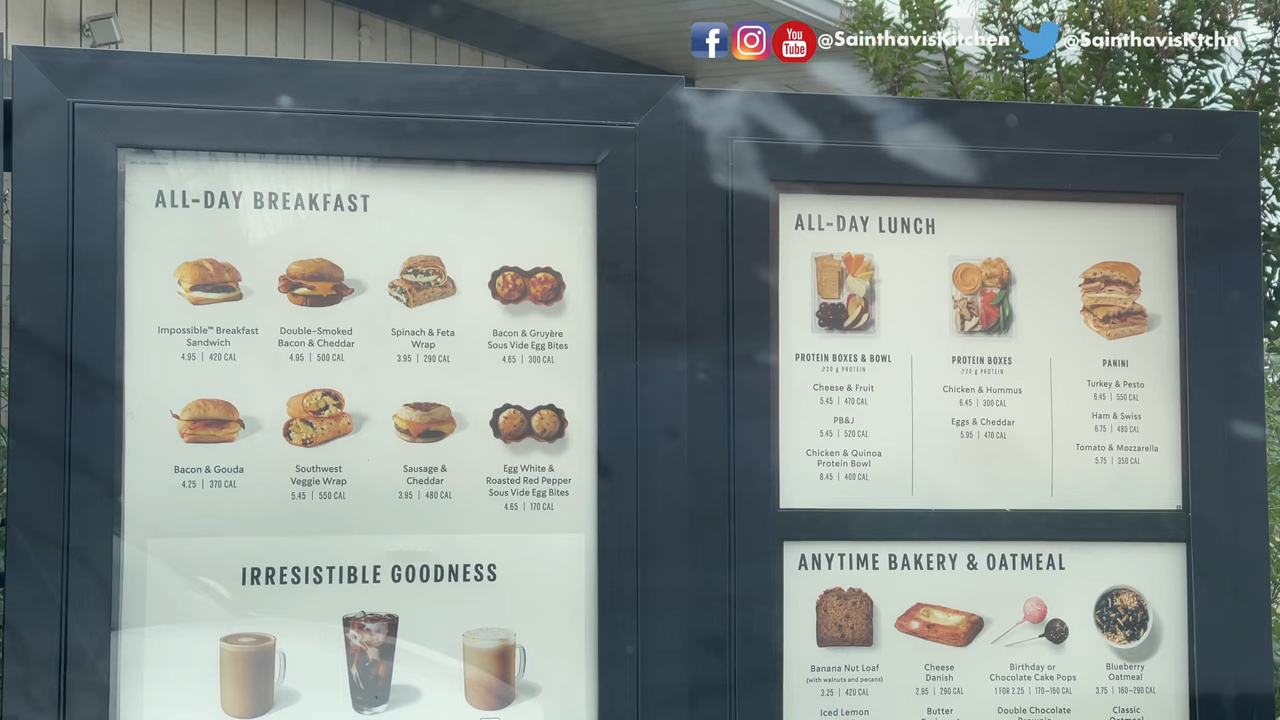 You
Tube
@SainthavisKitchen
@SainthavisKtchn
ALL-DAY BREAKFAST
Impossible™ Breakfast
Sandwich
4.95 | 420 CAL
Double-Smoked
Bacon & Cheddar
4.95 | 500 CAL
Spinach & Feta
Wrap
3.95 | 290 CAL
Bacon & Gruyère
Sous Vide Egg Bites
4.65 | 300 CAL
Bacon & Gouda
4.25 | 370 CAL
Southwest
Veggie Wrap
5.45 | 550 CAL
Sausage &
Cheddar
3.95 | 480 CAL
Egg White &
Roasted Red Pepper
Sous Vide Egg Bites
4.65 | 170 CAL
IRRESISTIBLE GOODNESS
ALL-DAY LUNCH
PROTEIN BOXES & BOWL
≥20 g PROTEIN
Cheese & Fruit
5.45 | 470 CAL
PB&J
5.45 | 520 CAL
Chicken & Quinoa
Protein Bowl
8.45 | 400 CAL
PROTEIN BOXES
≥20 g PROTEIN
Chicken & Hummus
6.45 | 300 CAL
Eggs & Cheddar
5.95 | 470 CAL
PANINI
Turkey & Pesto
6.45 | 550 CAL
Ham & Swiss
6.75 | 480 CAL
Tomato & Mozzarella
5.75 | 350 CAL
ANYTIME BAKERY & OATMEAL
Banana Nut Loaf
(with walnuts and pecans)
3.25 | 420 CAL
Cheese
Danish
2.95 | 290 CAL
Birthday or
Chocolate Cake Pops
1 FOR 2.25 | 170-160 CAL
Blueberry
Oatmeal
3.75 | 160-290 CAL
Iced Lemon
Butter
Double Chocolate
Classic